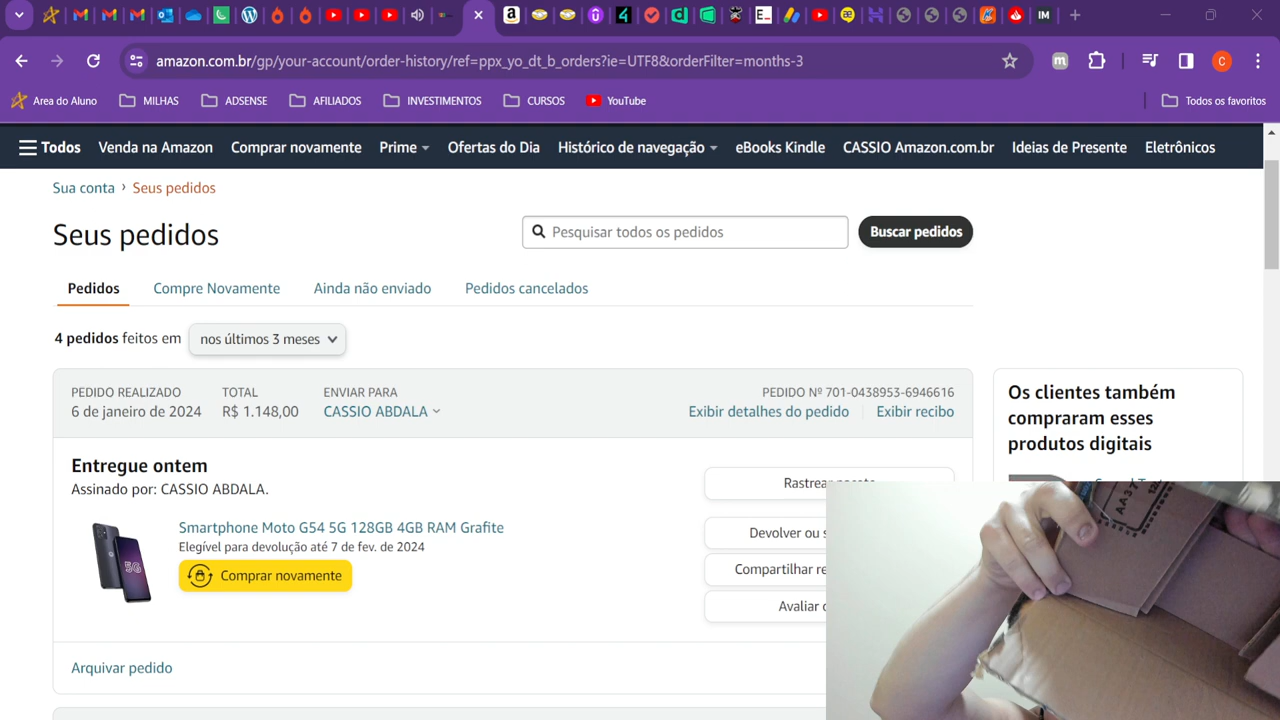 amazon.com.br/gp/your-account/order-history/ref=ppx_yo_dt_b_orders?ie=UTF8&orderFilter=months-3
Area do Aluno MILHAS ADSENSE AFILIADOS INVESTIMENTOS CURSOS YouTube Todos os favoritos
Todos Venda na Amazon Comprar novamente Prime Ofertas do Dia Histórico de navegação eBooks Kindle CASSIO Amazon.com.br Ideias de Presente Eletrônicos
Sua conta › Seus pedidos
Seus pedidos
Pesquisar todos os pedidos
Buscar pedidos
Pedidos Compre Novamente Ainda não enviado Pedidos cancelados
4 pedidos feitos em nos últimos 3 meses
PEDIDO REALIZADO TOTAL ENVIAR PARA PEDIDO Nº 701-0438953-6946616
6 de janeiro de 2024 R$ 1.148,00 CASSIO ABDALA Exibir detalhes do pedido Exibir recibo
Os clientes também
compraram esses
produtos digitais
Entregue ontem
Assinado por: CASSIO ABDALA.
Rastrear
Smartphone Moto G54 5G 128GB 4GB RAM Grafite
Elegível para devolução até 7 de fev. de 2024
Devolver ou
Comprar novamente
Compartilhar
Avaliar
Arquivar pedido